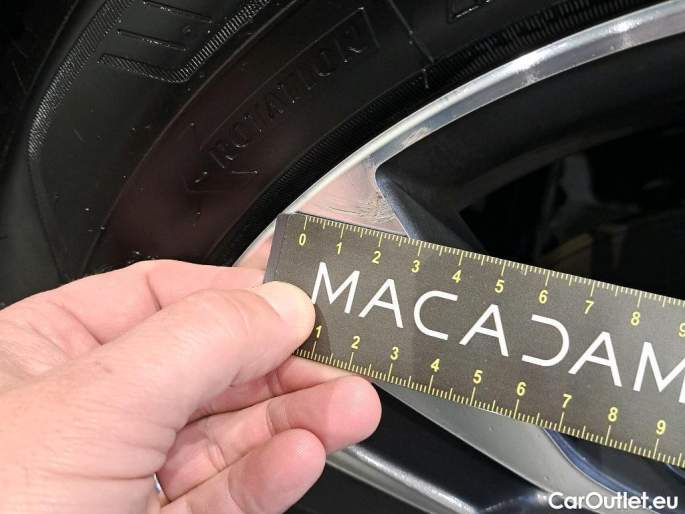 ROTATION
0 1 2 3 4 5 6 7 8 9
MACADAM
1 2 3 4 5 6 7 8 9
CarOutlet.eu